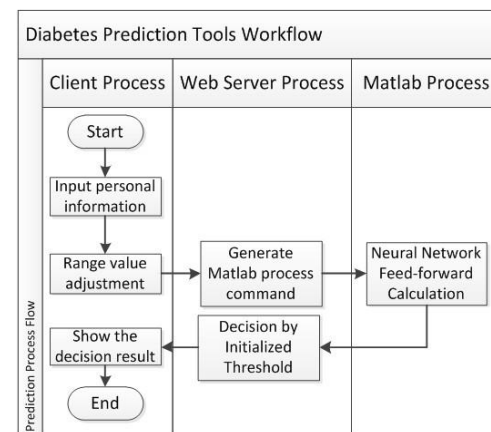 Diabetes Prediction Tools Workflow
Client Process
Web Server Process
Matlab Process
Prediction Process Flow
Start
Input personal
information
Range value
adjustment
Generate
Matlab process
command
Neural Network
Feed-forward
Calculation
Decision by
Initialized
Threshold
Show the
decision result
End